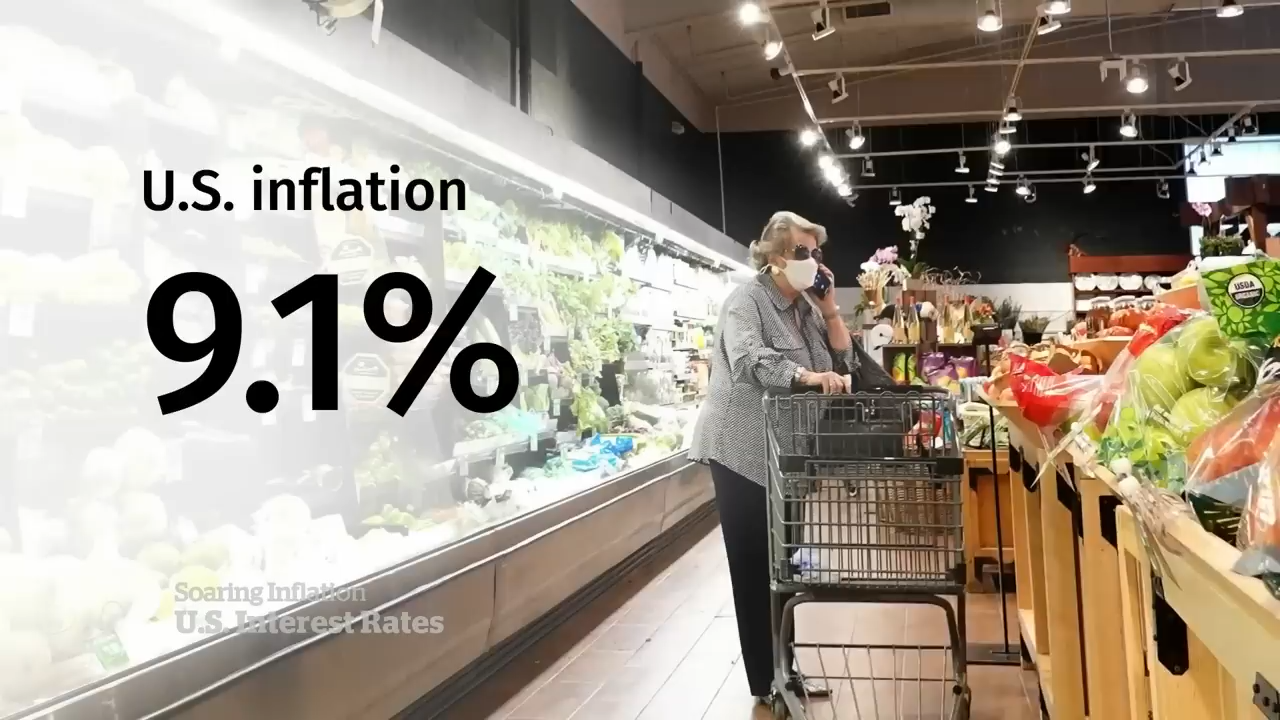 U.S. inflation
9.1%
Soaring Inflation
U.S. Interest Rates
USDA
ORGANIC